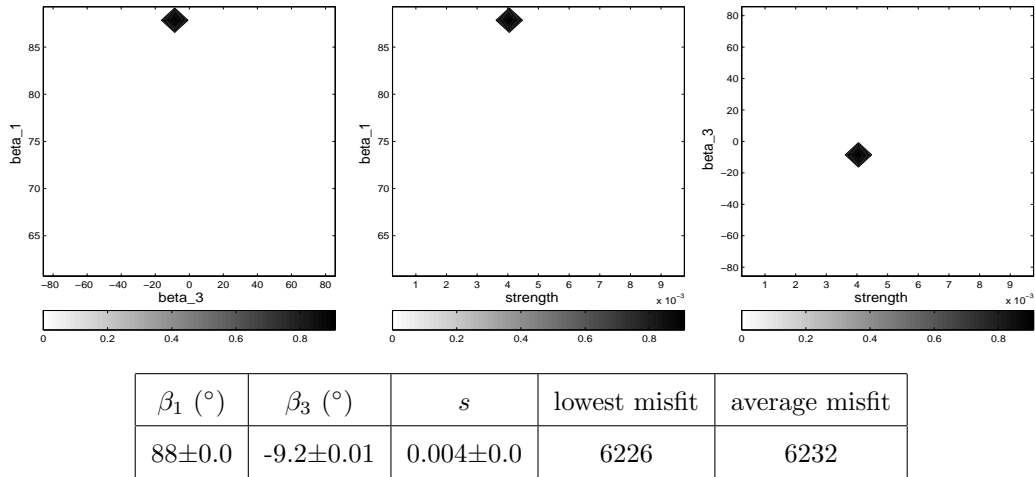 85
80
75
70
65
beta_1
−80 −60 −40 −20 0 20 40 60 80
beta_3
0 0.2 0.4 0.6 0.8
85
80
75
70
65
beta_1
1 2 3 4 5 6 7 8 9
x 10⁻³
strength
0 0.2 0.4 0.6 0.8
80
60
40
20
0
−20
−40
−60
−80
beta_3
1 2 3 4 5 6 7 8 9
x 10⁻³
strength
0 0.2 0.4 0.6 0.8
β₁ (°) β₃ (°) s lowest misfit average misfit
88±0.0 -9.2±0.01 0.004±0.0 6226 6232